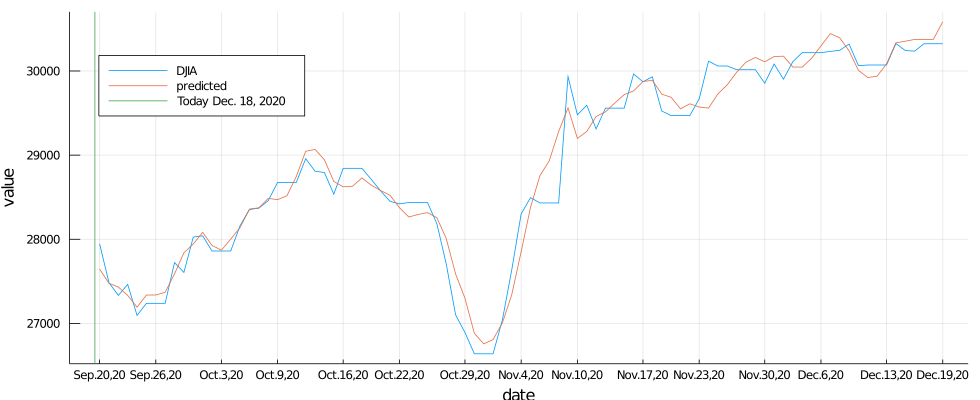 DJIA
predicted
Today Dec. 18, 2020
value
30000
29000
28000
27000
Sep.20,20 Sep.26,20 Oct.3,20 Oct.9,20 Oct.16,20 Oct.22,20 Oct.29,20 Nov.4,20 Nov.10,20 Nov.17,20 Nov.23,20 Nov.30,20 Dec.6,20 Dec.13,20 Dec.19,20
date